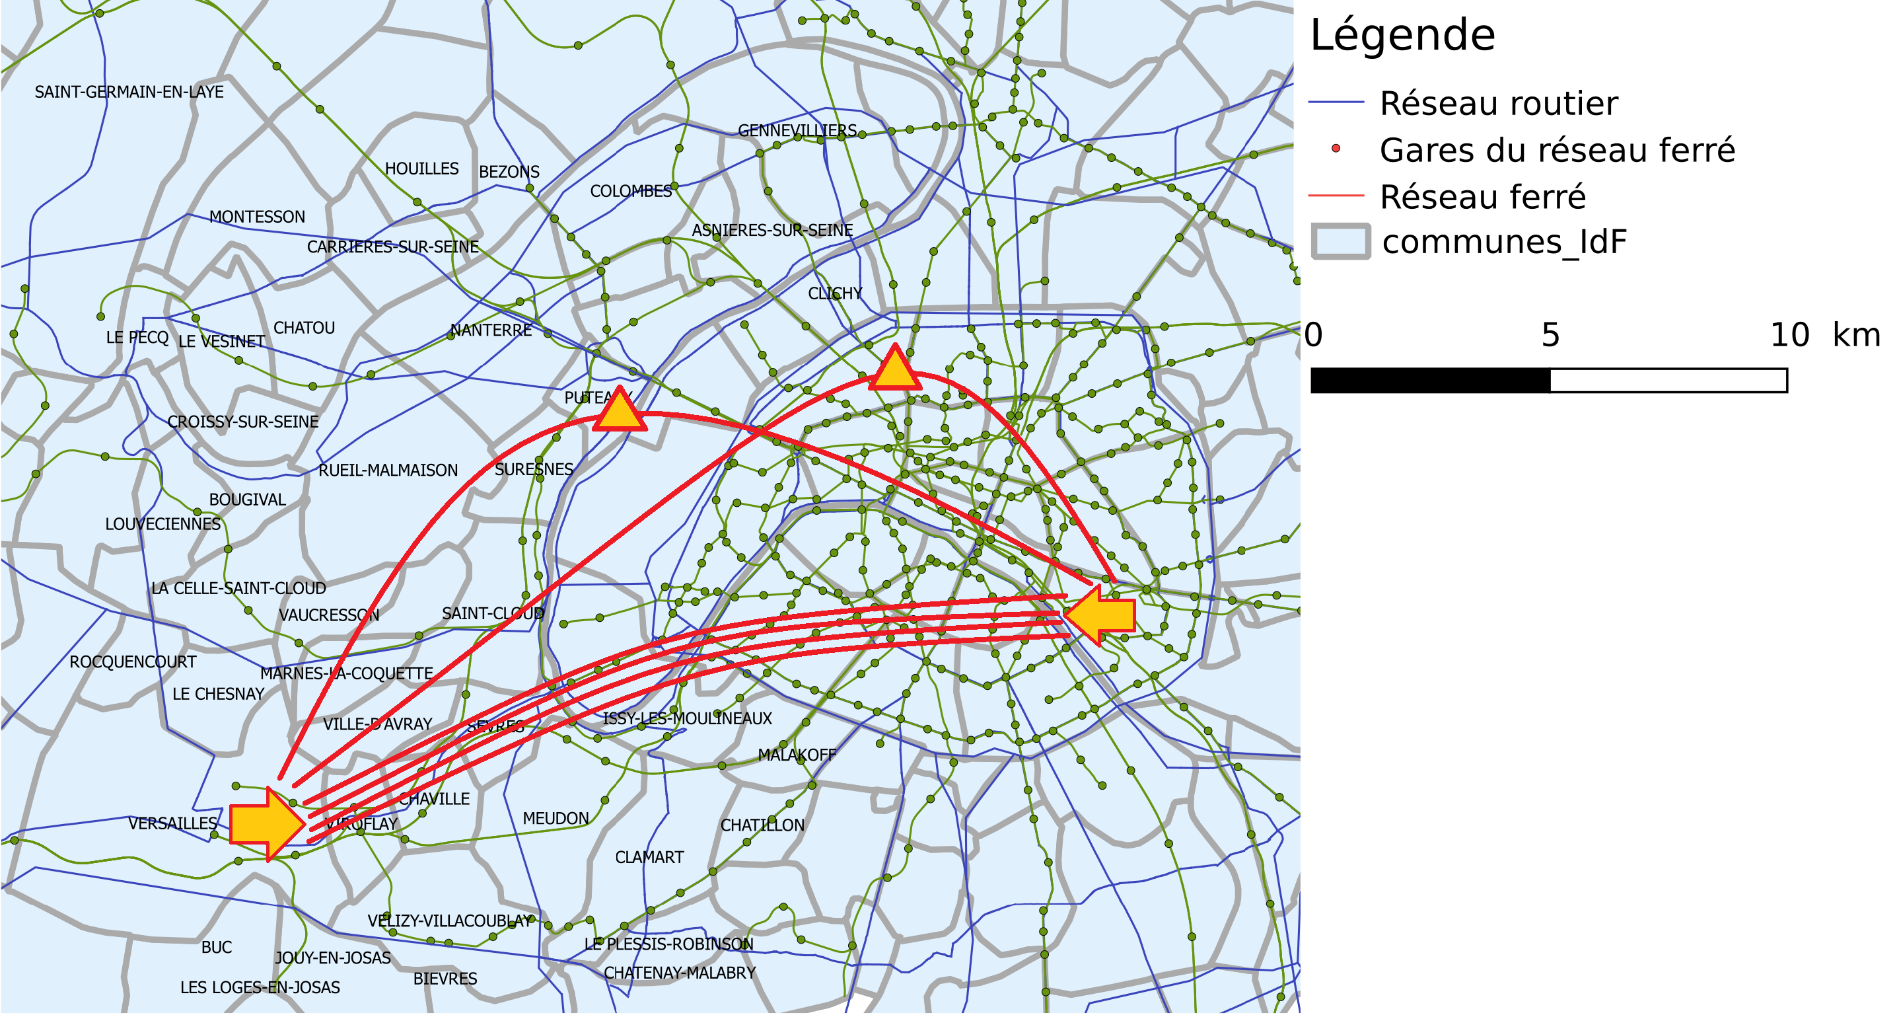 Légende
Réseau routier
Gares du réseau ferré
Réseau ferré
communes_IdF
0 5 10 km
SAINT-GERMAIN-EN-LAYE
GENNEVILLIERS
HOUILLES
BEZONS
COLOMBES
MONTESSON
ASNIERES-SUR-SEINE
CARRIERES-SUR-SEINE
CLICHY
CHATOU
NANTERRE
LE PECQ
LE VESINET
PUTEAUX
CROISSY-SUR-SEINE
RUEIL-MALMAISON
SURESNES
BOUGIVAL
LOUVECIENNES
LA CELLE-SAINT-CLOUD
VAUCRESSON
SAINT-CLOUD
ROCQUENCOURT
MARNES-LA-COQUETTE
LE CHESNAY
VILLE-D'AVRAY
SEVRES
ISSY-LES-MOULINEAUX
MALAKOFF
CHAVILLE
VERSAILLES
VIROFLAY
MEUDON
CHATILLON
CLAMART
VELIZY-VILLACOUBLAY
BUC
LE PLESSIS-ROBINSON
JOUY-EN-JOSAS
BIEVRES
CHATENAY-MALABRY
LES LOGES-EN-JOSAS